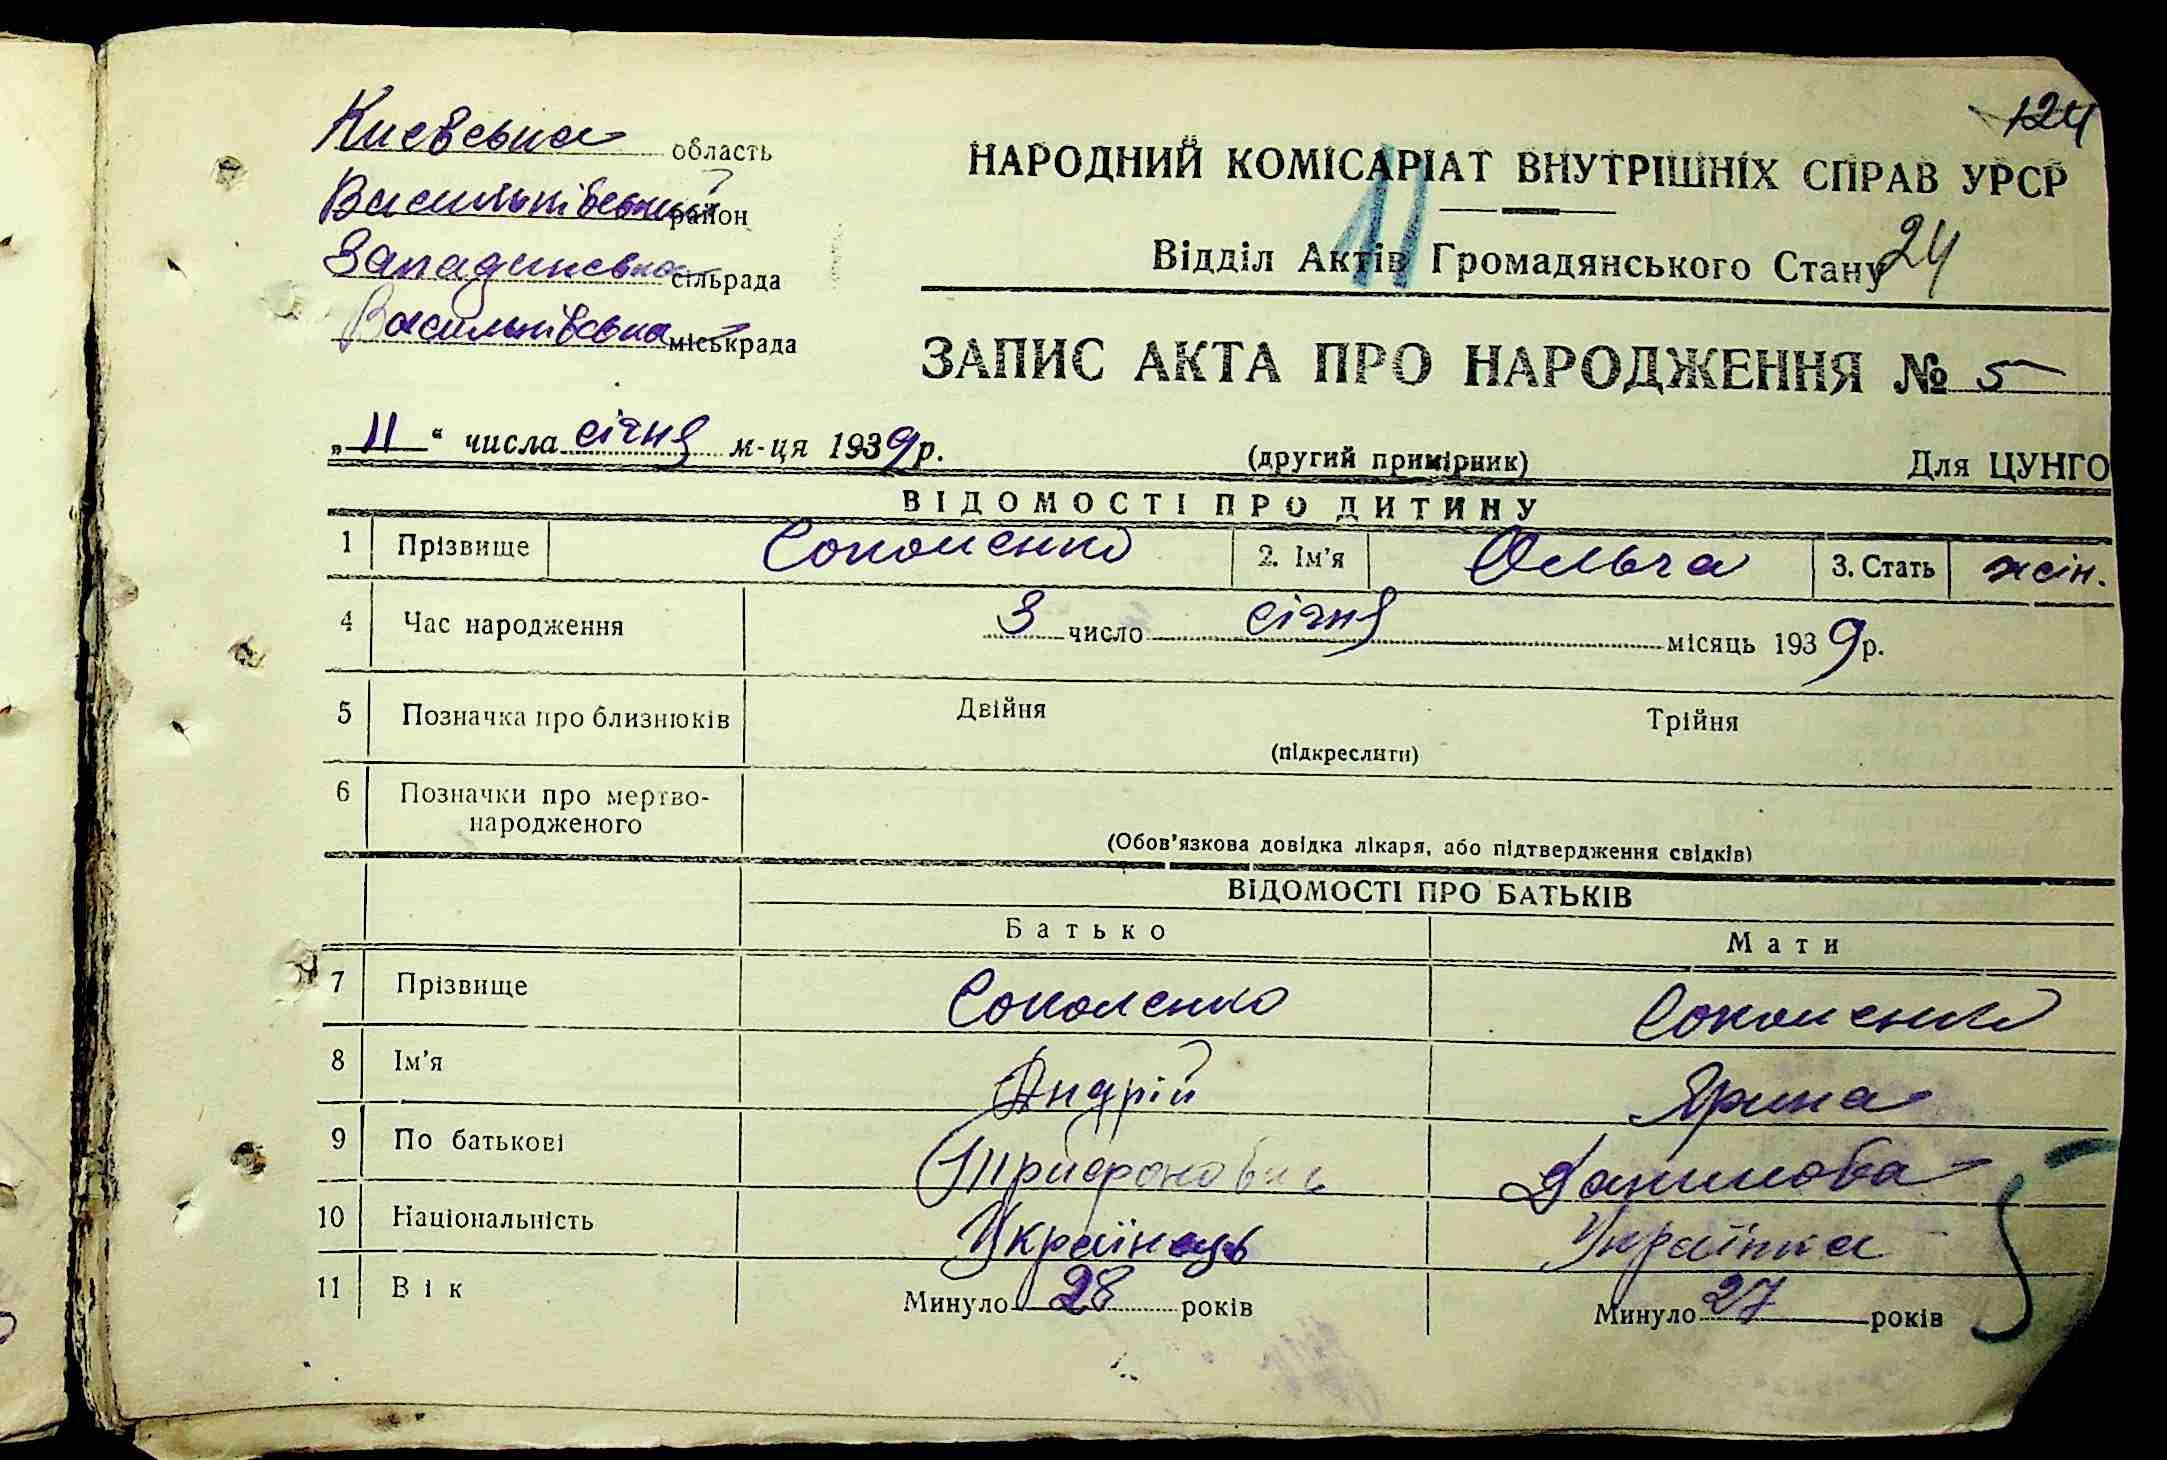 124
Києвська область
Васильківський район
Западинська сільрада
Васильківська міськрада
НАРОДНИЙ КОМІСАРІАТ ВНУТРІШНІХ СПРАВ УРСР
11
Відділ Актів Громадянського Стану 24
ЗАПИС АКТА ПРО НАРОДЖЕННЯ № 5
„ 11 “ числа січня м-ця 1939р.
(другий примірник) Для ЦУНГО
ВІДОМОСТІ ПРО ДИТИНУ
1 Прізвище Соколенко 2. Ім'я Ольга 3. Стать жін.
4 Час народження 3 число січня місяць 1939р.
5 Позначка про близнюків Двійня Трійня
(підкреслити)
6 Позначки про мертво-
народженого
(Обов'язкова довідка лікаря, або підтвердження свідків)
ВІДОМОСТІ ПРО БАТЬКІВ
Батько Мати
7 Прізвище Соколенко Соколенко
8 Ім'я Андрій Ярина
9 По батькові Трифонович Данилова
10 Національність Українець Українка
11 Вік Минуло 28 років Минуло 27 років